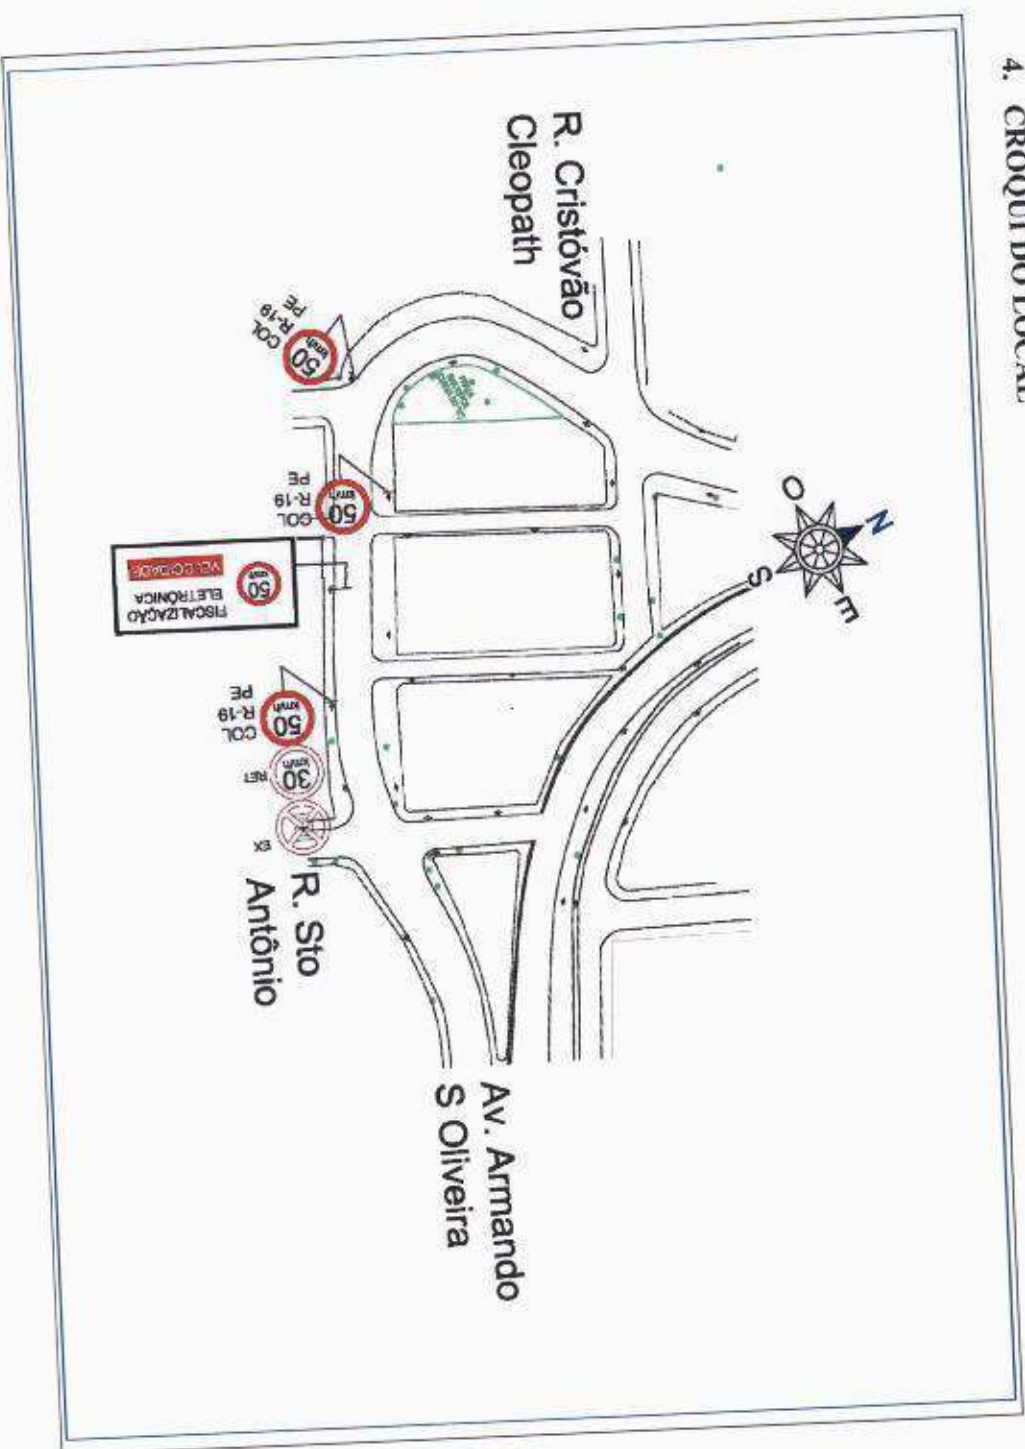 4. CROQUI DO LOCAL
R. Cristóvão
Cleopath
N
O
E
S
50
km/h
COL
R-19
PE
50
km/h
COL
R-19
PE
FISCALIZAÇÃO
ELETRÔNICA
50
km/h
VELOCIDADE
50
km/h
COL
R-19
PE
30
km/h
RET
EX
R. Sto
Antônio
Av. Armando
S Oliveira